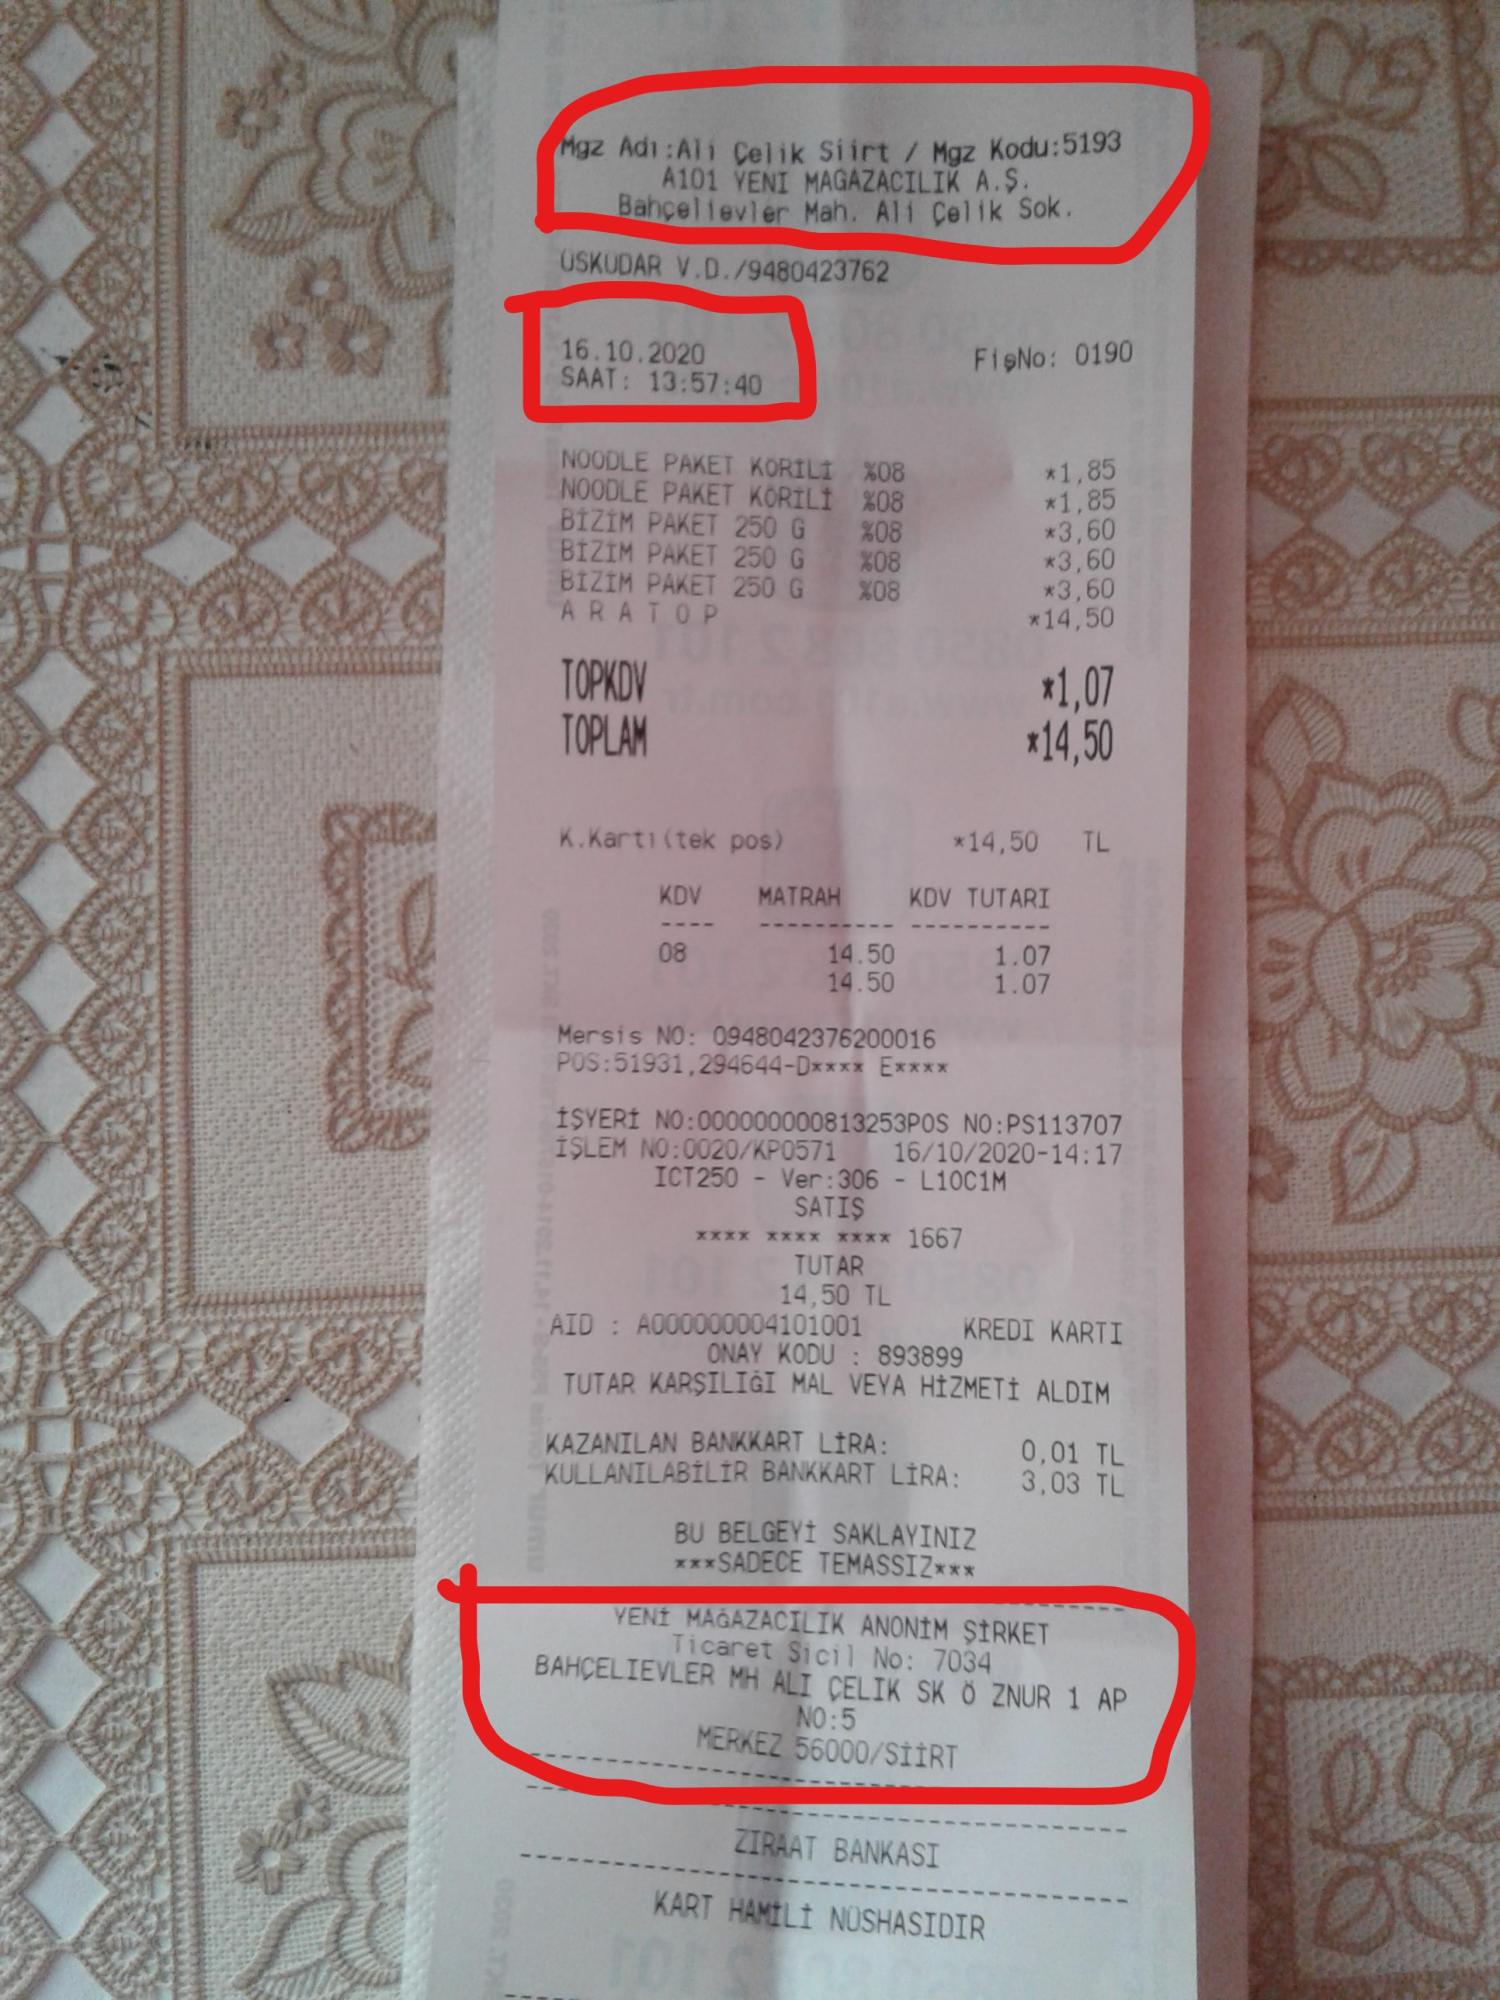 Mgz Adı:Ali Çelik Siirt / Mgz Kodu:5193
A101 YENI MAGAZACILIK A.Ş.
Bahçelievler Mah. Ali Çelik Sok.
USKUDAR V.D./9480423762
16.10.2020 FişNo: 0190
SAAT: 13:57:40
NOODLE PAKET KÖRİLİ %08 *1,85
NOODLE PAKET KÖRİLİ %08 *1,85
BİZİM PAKET 250 G %08 *3,60
BİZİM PAKET 250 G %08 *3,60
BİZİM PAKET 250 G %08 *3,60
A R A T O P *14,50
TOPKDV *1,07
TOPLAM *14,50
K.Kartı(tek pos) *14,50 TL
KDV MATRAH KDV TUTARI
---- ---------- ----------
08 14.50 1.07
14.50 1.07
Mersis NO: 0948042376200016
POS:51931,294644-D**** E****
İŞYERİ NO:000000000813253POS NO:PS113707
İŞLEM NO:0020/KP0571 16/10/2020-14:17
ICT250 - Ver:306 - L10C1M
SATIŞ
**** **** **** 1667
TUTAR
14,50 TL
AID : A000000004101001 KREDI KARTI
ONAY KODU : 893899
TUTAR KARŞILIĞI MAL VEYA HİZMETİ ALDIM
KAZANILAN BANKKART LİRA: 0,01 TL
KULLANILABİLİR BANKKART LİRA: 3,03 TL
BU BELGEYİ SAKLAYINIZ
***SADECE TEMASSIZ***
YENİ MAĞAZACILIK ANONİM ŞİRKET
Ticaret Sicil No: 7034
BAHÇELIEVLER MH ALI ÇELIK SK Ö ZNUR 1 AP
NO:5
MERKEZ 56000/SİİRT
ZIRAAT BANKASI
KART HAMİLİ NUSHASIDIR